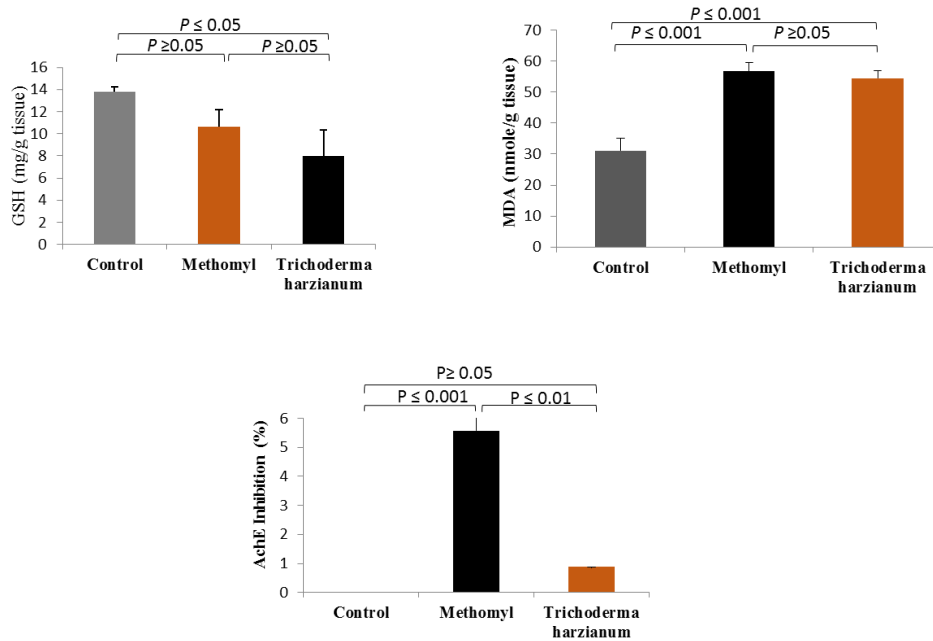 P ≤ 0.05
P ≥0.05
P ≥0.05
16
14
12
10
8
6
4
2
0
GSH (mg/g tissue)
Control
Methomyl
Trichoderma
harzianum
P ≤ 0.001
P ≤ 0.001
P ≥0.05
70
60
50
40
30
20
10
0
MDA (nmole/g tissue)
Control
Methomyl
Trichoderma
harzianum
P≥ 0.05
P ≤ 0.001
P ≤ 0.01
6
5
4
3
2
1
0
AchE Inhibition (%)
Control
Methomyl
Trichoderma
harzianum